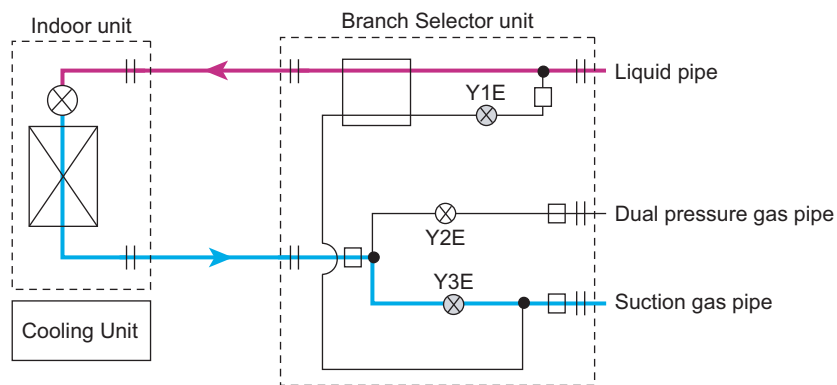 Indoor unit
Branch Selector unit
Liquid pipe
Y1E
Y2E
Dual pressure gas pipe
Y3E
Suction gas pipe
Cooling Unit